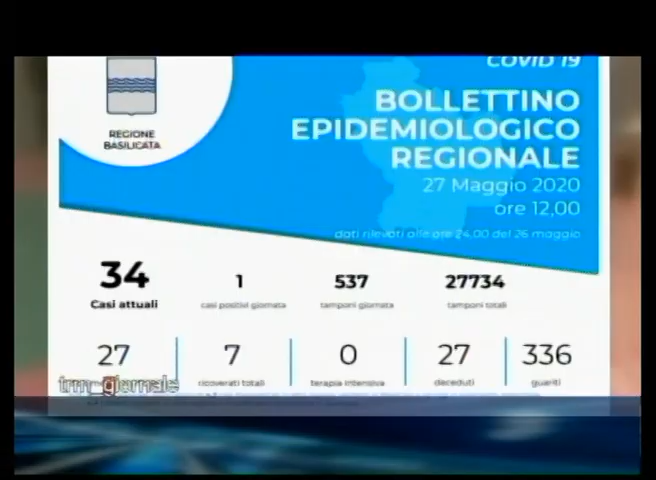 COVID 19
REGIONE
BASILICATA
BOLLETTINO
EPIDEMIOLOGICO
REGIONALE
27 Maggio 2020
ore 12,00
dati rilevati alle ore 24,00 del 26 maggio
34
Casi attuali
1
casi positivi giornata
537
tamponi giornata
27734
tamponi totali
27
trm_giornale
7
ricoverati totali
0
terapia intensiva
27
deceduti
336
guariti